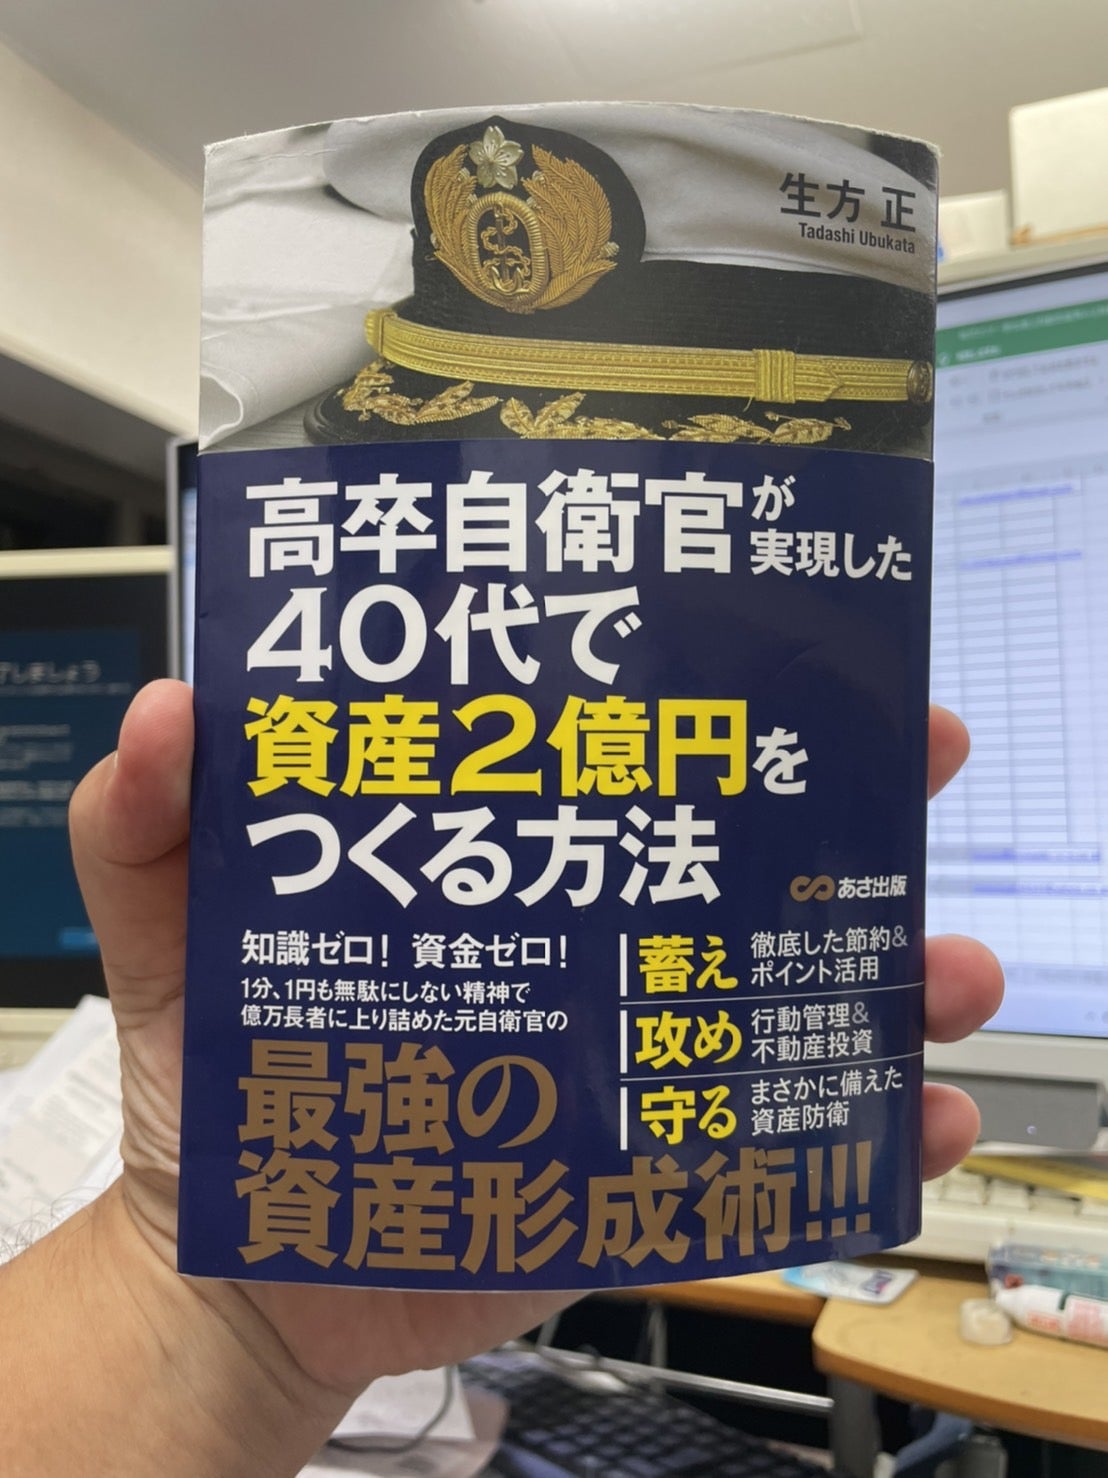 生方 正
Tadashi Ubukata
高卒自衛官が
実現した
40代で
資産2億円を
つくる方法
あさ出版
知識ゼロ! 資金ゼロ!
1分、1円も無駄にしない精神で
億万長者に上り詰めた元自衛官の
最強の
資産形成術!!!
蓄え 徹底した節約&
ポイント活用
攻め 行動管理&
不動産投資
守る まさかに備えた
資産防衛
しましょう